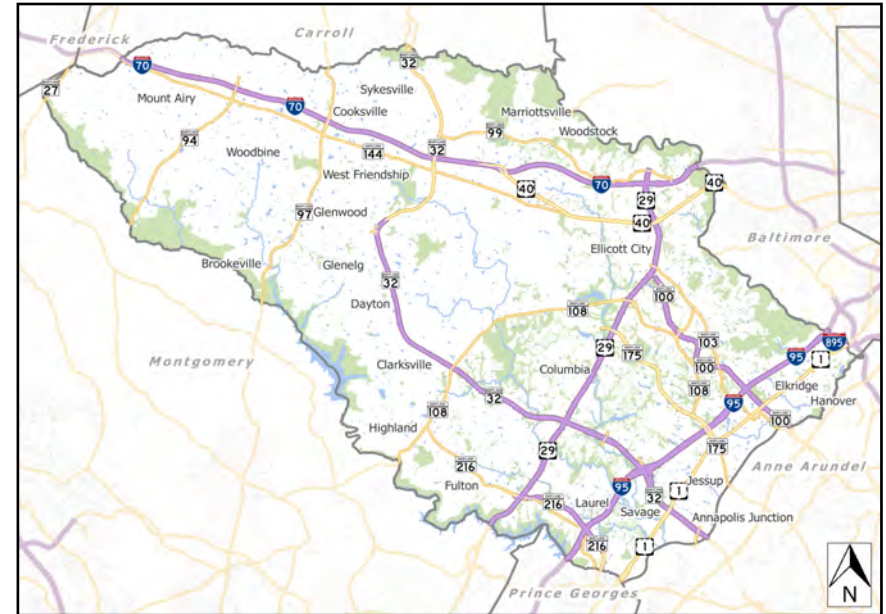 Carroll
Frederick
32
70
27
Sykesville
Mount Airy
70
Cooksville
Marriottsville
99
Woodstock
94
32
144
Woodbine
West Friendship
40
70
40
29
97
Glenwood
40
Baltimore
Ellicott City
Brookeville
Glenelg
32
100
Dayton
108
895
103
29
175
95
1
Montgomery
Clarksville
Columbia
100
Elkridge
32
108
Hanover
95
108
100
Highland
29
175
216
Anne Arundel
Fulton
95
Jessup
32
1
216
Laurel
Savage
Annapolis Junction
216
1
Prince Georges
N